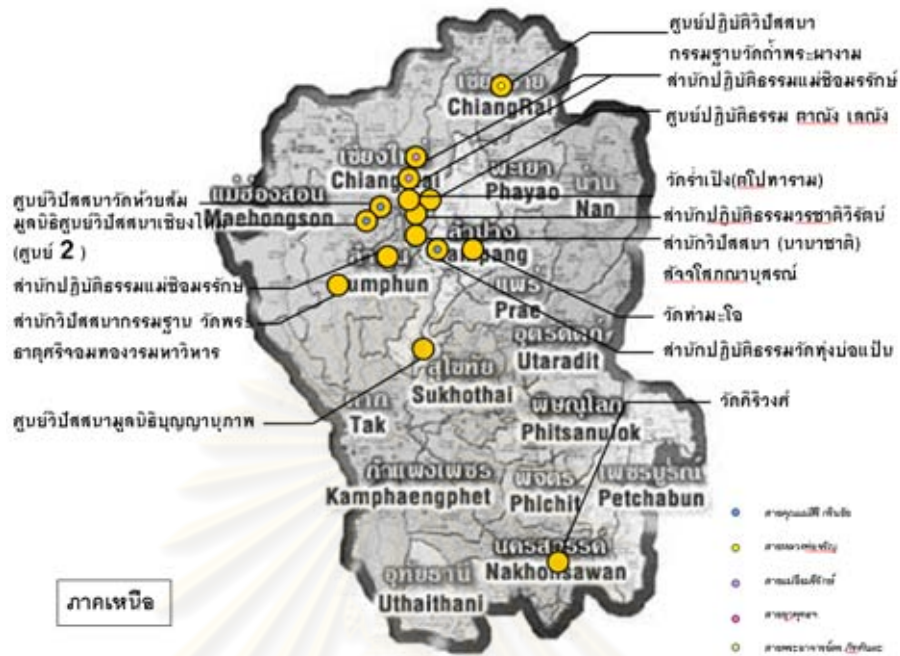 ศูนย์ปฏิบัติวิปัสสนา
กรรมฐานวัดถ้ำพระผางาม
สำนักปฏิบัติธรรมแม่ชีอมรรักษ์
ศูนย์ปฏิบัติธรรม ตาณัง เลณัง
วัดร่ำเปิง(ตโปทาราม)
สำนักปฏิบัติธรรมวรชาติวิรัตน์
สำนักวิปัสสนา (นานาชาติ)
สัจจโสภณานุสรณ์
วัดท่ามะโอ
สำนักปฏิบัติธรรมวัดทุ่งบ่อแป้น
วัดคิริวงศ์
ศูนย์วิปัสสนาวัดห้วยส้ม
มูลนิธิศูนย์วิปัสสนาเชียงใหม่
(ศูนย์ 2 )
สำนักปฏิบัติธรรมแม่ชีอมรรักษ์
สำนักวิปัสสนากรรมฐาน วัดพระ
ธาตุศรีจอมทองวรมหาวิหาร
ศูนย์วิปัสสนามูลนิธิบุญญานุภาพ
ChiangRai
เชียงใหม่
พะเยา
Phayao
น่าน
Nan
แม่ฮ่องสอน
Maehongson
ลำปาง
แพร่
Prae
อุตรดิตถ์
Utaradit
สุโขทัย
Sukhothai
ตาก
Tak
พิษณุโลก
Phitsanulok
กำแพงเพชร
Kamphaengphet
พิจิตร
Phichit
เพชรบูรณ์
Petchabun
นครสวรรค์
Nakhonsawan
อุทัยธานี
Uthaithani
ภาคเหนือ